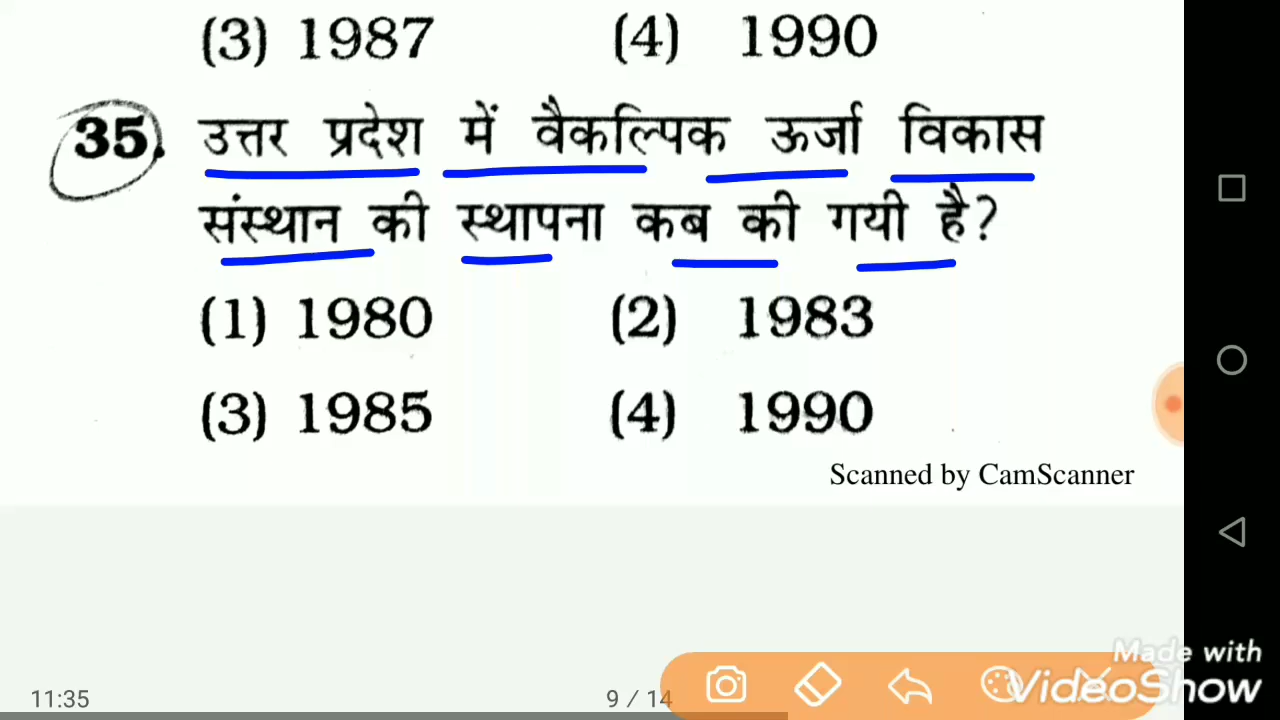 (3) 1987 (4) 1990
35. उत्तर प्रदेश में वैकल्पिक ऊर्जा विकास
संस्थान की स्थापना कब की गयी है?
(1) 1980 (2) 1983
(3) 1985 (4) 1990
Scanned by CamScanner
11:35
9 / 14
Made with
VideoShow